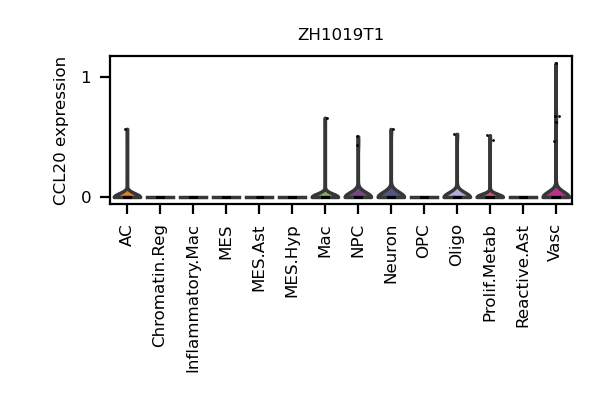 ZH1019T1
CCL20 expression
1
0
AC
Chromatin.Reg
Inflammatory.Mac
MES
MES.Ast
MES.Hyp
Mac
NPC
Neuron
OPC
Oligo
Prolif.Metab
Reactive.Ast
Vasc